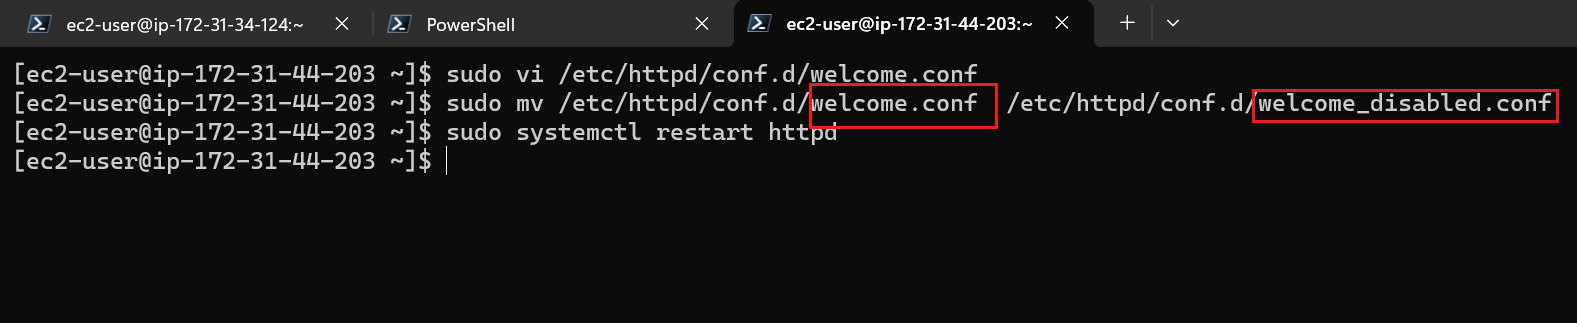 ec2-user@ip-172-31-34-124:~
PowerShell
ec2-user@ip-172-31-44-203:~
[ec2-user@ip-172-31-44-203 ~]$ sudo vi /etc/httpd/conf.d/welcome.conf
[ec2-user@ip-172-31-44-203 ~]$ sudo mv /etc/httpd/conf.d/welcome.conf /etc/httpd/conf.d/welcome_disabled.conf
[ec2-user@ip-172-31-44-203 ~]$ sudo systemctl restart httpd
[ec2-user@ip-172-31-44-203 ~]$